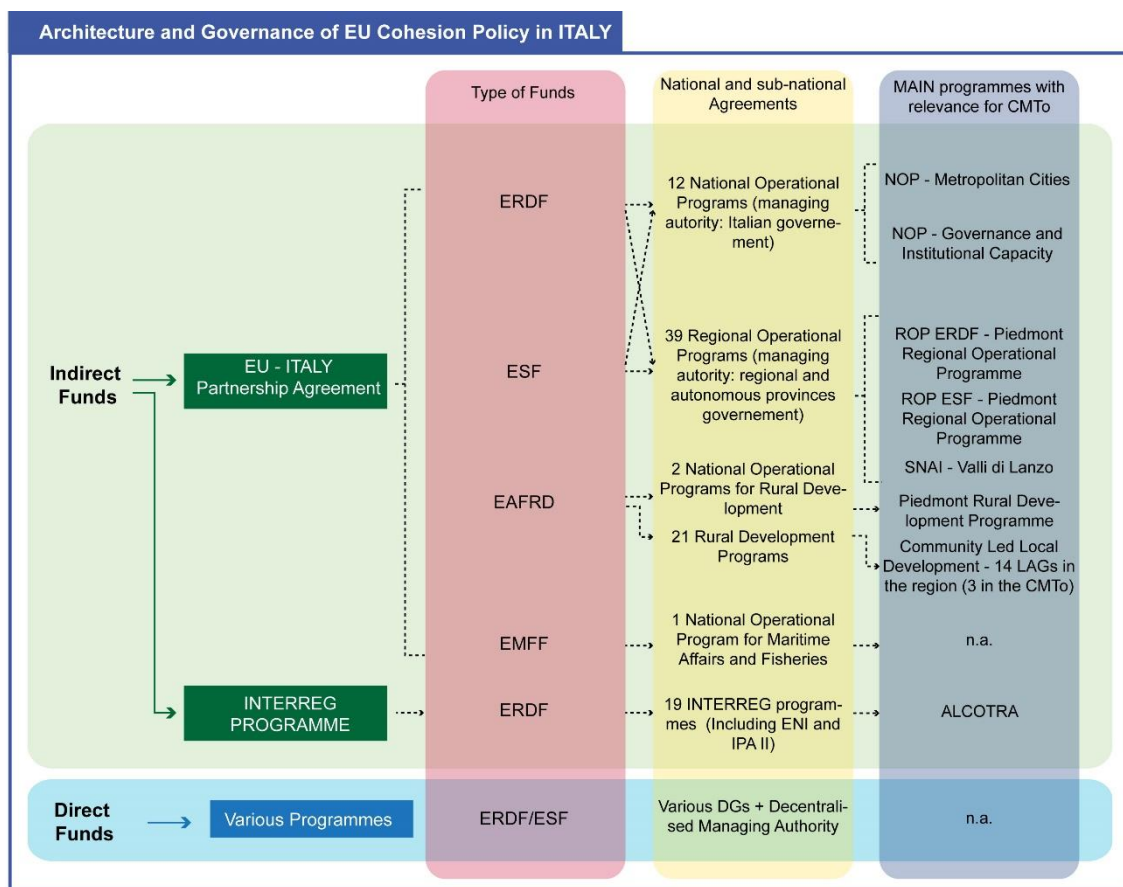 Architecture and Governance of EU Cohesion Policy in ITALY
Type of Funds
National and sub-national
Agreements
MAIN programmes with
relevance for CMTo
Indirect
Funds
EU - ITALY
Partnership Agreement
ERDF
12 National Operational
Programs (managing
autority: Italian governe-
ment)
NOP - Metropolitan Cities
NOP - Governance and
Institutional Capacity
ESF
39 Regional Operational
Programs (managing
autority: regional and
autonomous provinces
governement)
ROP ERDF - Piedmont
Regional Operational
Programme
ROP ESF - Piedmont
Regional Operational
Programme
SNAI - Valli di Lanzo
EAFRD
2 National Operational
Programs for Rural Deve-
lopment
21 Rural Development
Programs
Piedmont Rural Deve-
lopment Programme
Community Led Local
Development - 14 LAGs in
the region (3 in the CMTo)
EMFF
1 National Operational
Program for Maritime
Affairs and Fisheries
n.a.
INTERREG
PROGRAMME
ERDF
19 INTERREG program-
mes (Including ENI and
IPA II)
ALCOTRA
Direct
Funds
Various Programmes
ERDF/ESF
Various DGs + Decentrali-
sed Managing Authority
n.a.